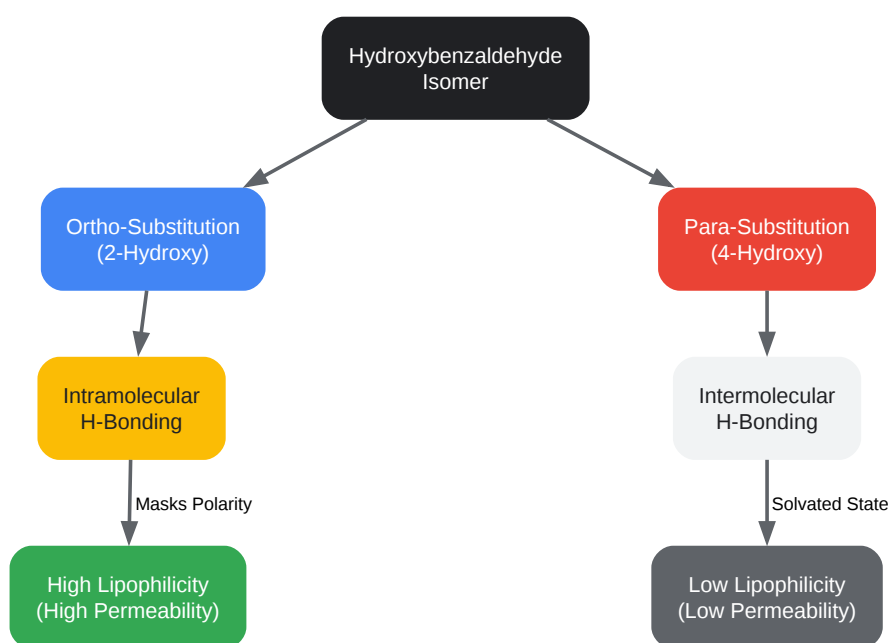 Hydroxybenzaldehyde
Isomer
Ortho-Substitution
(2-Hydroxy)
Para-Substitution
(4-Hydroxy)
Intramolecular
H-Bonding
Intermolecular
H-Bonding
Masks Polarity
Solvated State
High Lipophilicity
(High Permeability)
Low Lipophilicity
(Low Permeability)